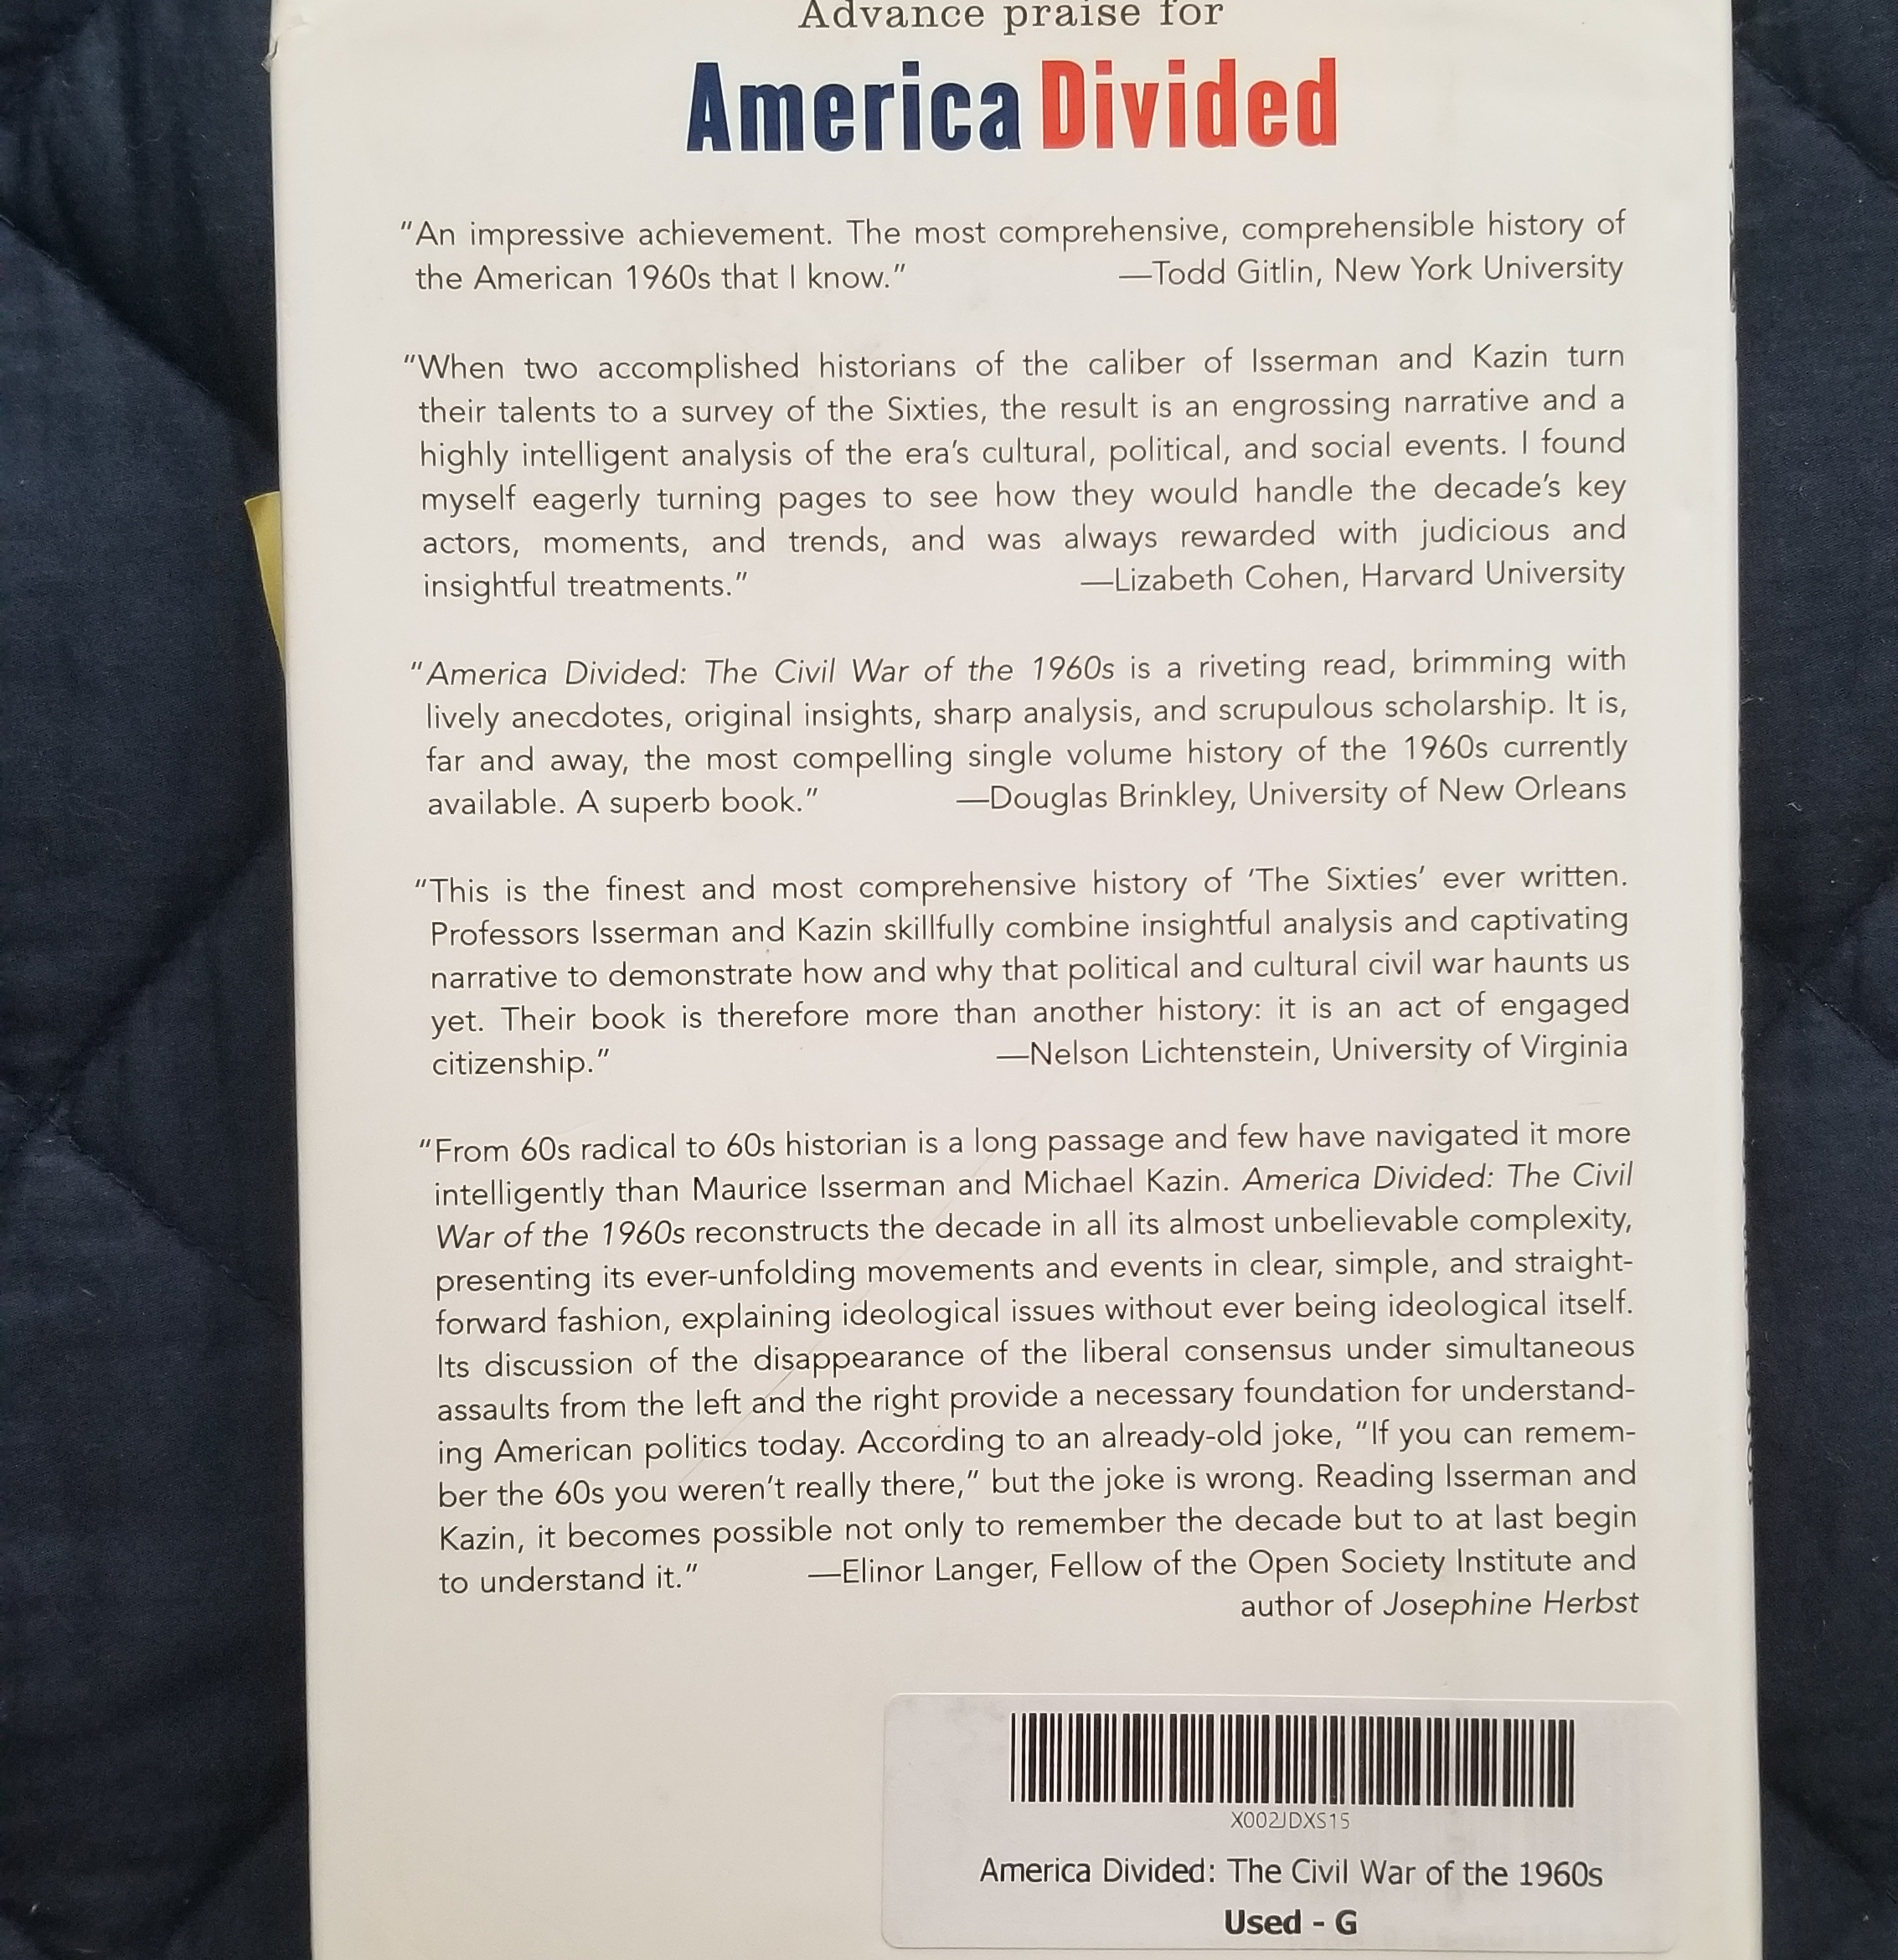 Advance praise for
America Divided
“An impressive achievement. The most comprehensive, comprehensible history of
the American 1960s that I know.” —Todd Gitlin, New York University
“When two accomplished historians of the caliber of Isserman and Kazin turn
their talents to a survey of the Sixties, the result is an engrossing narrative and a
highly intelligent analysis of the era’s cultural, political, and social events. I found
myself eagerly turning pages to see how they would handle the decade’s key
actors, moments, and trends, and was always rewarded with judicious and
insightful treatments.” —Lizabeth Cohen, Harvard University
“America Divided: The Civil War of the 1960s is a riveting read, brimming with
lively anecdotes, original insights, sharp analysis, and scrupulous scholarship. It is,
far and away, the most compelling single volume history of the 1960s currently
available. A superb book.” —Douglas Brinkley, University of New Orleans
“This is the finest and most comprehensive history of ‘The Sixties’ ever written.
Professors Isserman and Kazin skillfully combine insightful analysis and captivating
narrative to demonstrate how and why that political and cultural civil war haunts us
yet. Their book is therefore more than another history: it is an act of engaged
citizenship.” —Nelson Lichtenstein, University of Virginia
“From 60s radical to 60s historian is a long passage and few have navigated it more
intelligently than Maurice Isserman and Michael Kazin. America Divided: The Civil
War of the 1960s reconstructs the decade in all its almost unbelievable complexity,
presenting its ever-unfolding movements and events in clear, simple, and straight-
forward fashion, explaining ideological issues without ever being ideological itself.
Its discussion of the disappearance of the liberal consensus under simultaneous
assaults from the left and the right provide a necessary foundation for understand-
ing American politics today. According to an already-old joke, “If you can remem-
ber the 60s you weren’t really there,” but the joke is wrong. Reading Isserman and
Kazin, it becomes possible not only to remember the decade but to at last begin
to understand it.” —Elinor Langer, Fellow of the Open Society Institute and
author of Josephine Herbst
X002JDXS15
America Divided: The Civil War of the 1960s
Used - G